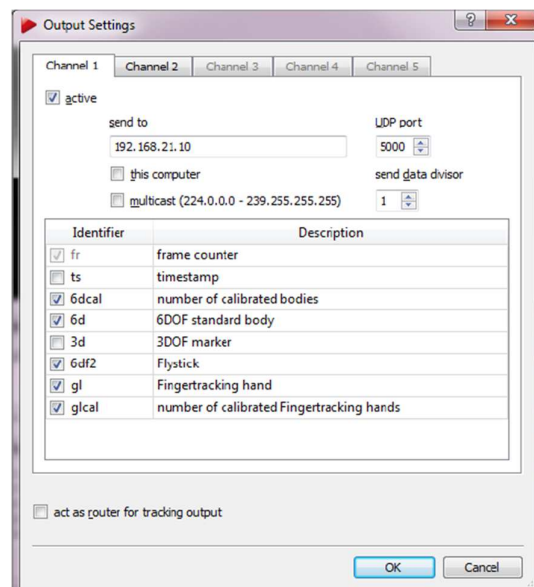 Output Settings
Channel 1 Channel 2 Channel 3 Channel 4 Channel 5
active
send to UDP port
192.168.21.10 5000
this computer send data divisor
multicast (224.0.0.0 - 239.255.255.255) 1
Identifier Description
fr frame counter
ts timestamp
6dcal number of calibrated bodies
6d 6DOF standard body
3d 3DOF marker
6df2 Flystick
gl Fingertracking hand
glcal number of calibrated Fingertracking hands
act as router for tracking output
OK Cancel